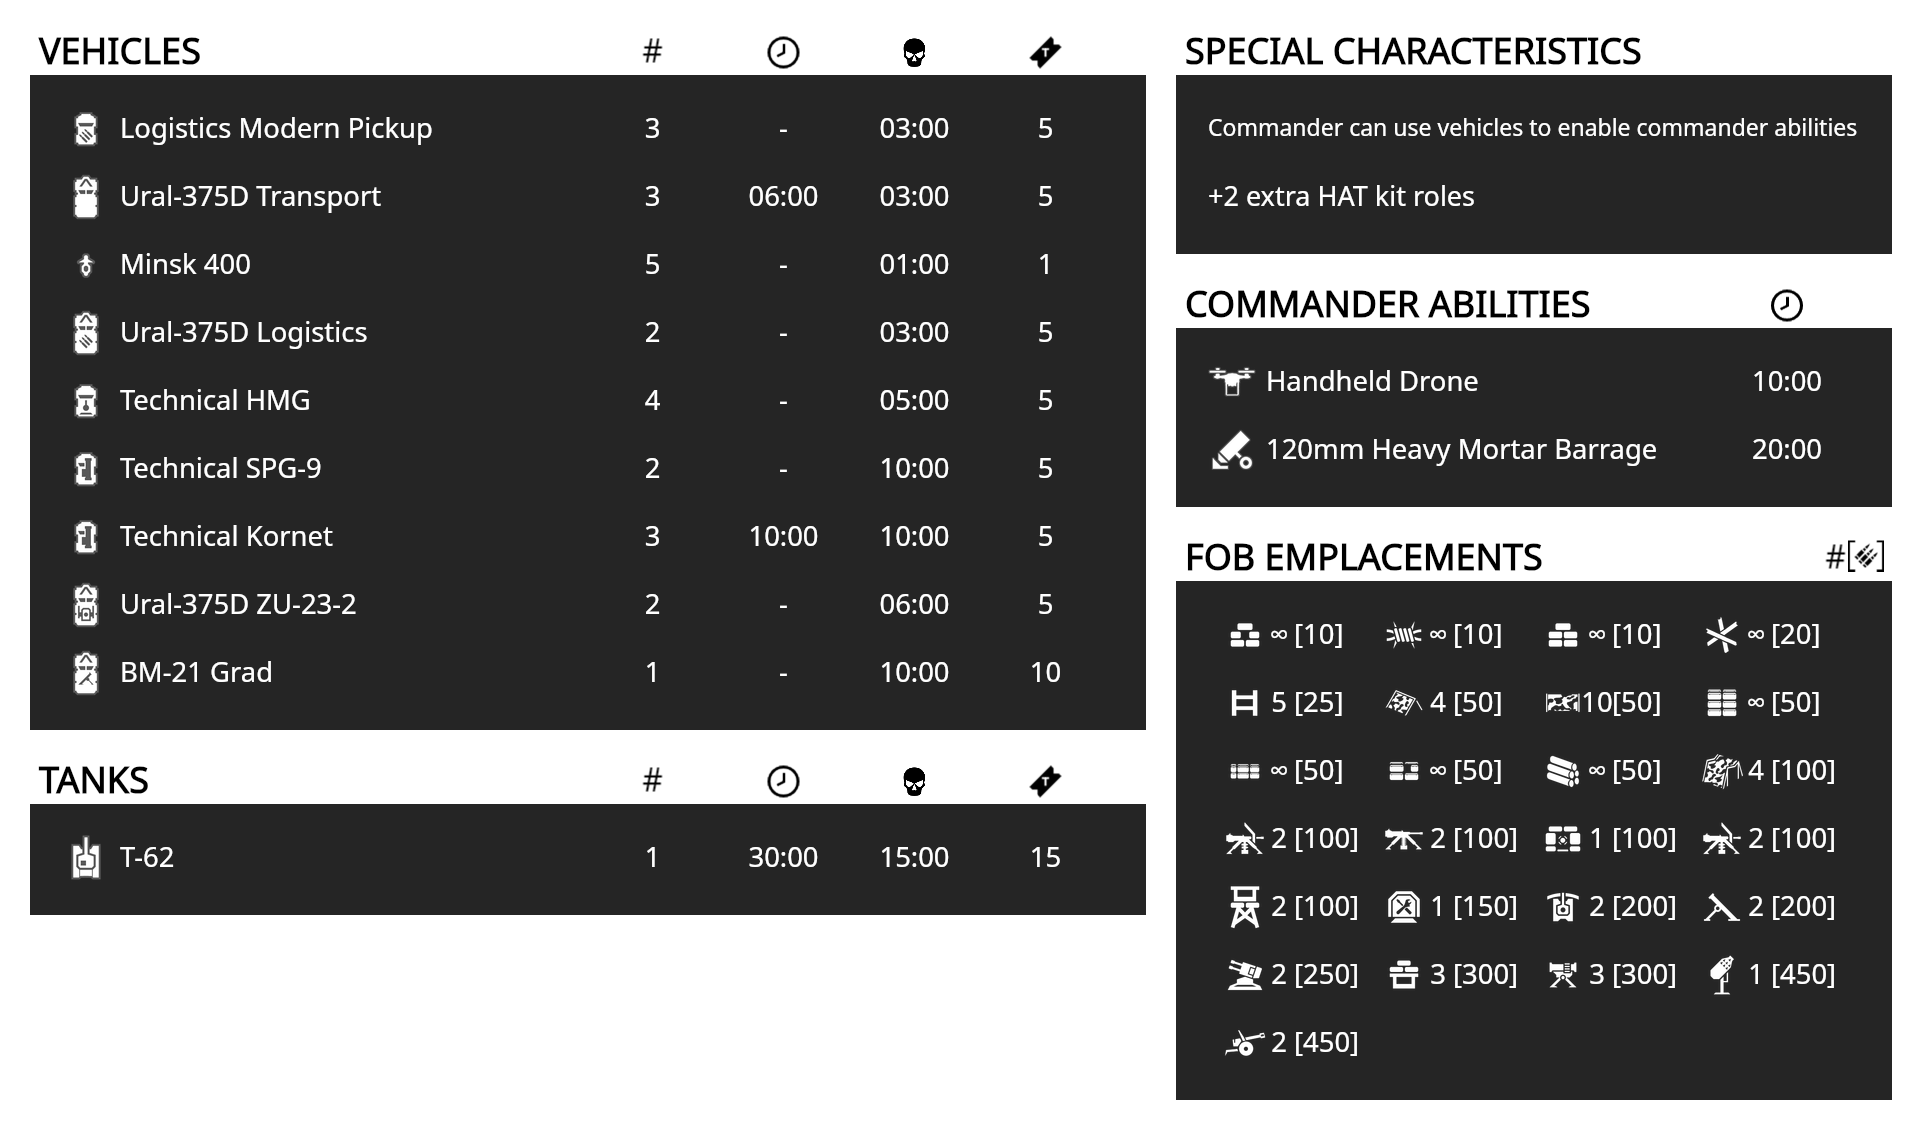 VEHICLES #
Logistics Modern Pickup 3 - 03:00 5
Ural-375D Transport 3 06:00 03:00 5
Minsk 400 5 - 01:00 1
Ural-375D Logistics 2 - 03:00 5
Technical HMG 4 - 05:00 5
Technical SPG-9 2 - 10:00 5
Technical Kornet 3 10:00 10:00 5
Ural-375D ZU-23-2 2 - 06:00 5
BM-21 Grad 1 - 10:00 10
TANKS #
T-62 1 30:00 15:00 15
SPECIAL CHARACTERISTICS
Commander can use vehicles to enable commander abilities
+2 extra HAT kit roles
COMMANDER ABILITIES
Handheld Drone 10:00
120mm Heavy Mortar Barrage 20:00
FOB EMPLACEMENTS #[]
∞ [10] ∞ [10] ∞ [10] ∞ [20]
5 [25] 4 [50] 10[50] ∞ [50]
∞ [50] ∞ [50] ∞ [50] 4 [100]
2 [100] 2 [100] 1 [100] 2 [100]
2 [100] 1 [150] 2 [200] 2 [200]
2 [250] 3 [300] 3 [300] 1 [450]
2 [450]